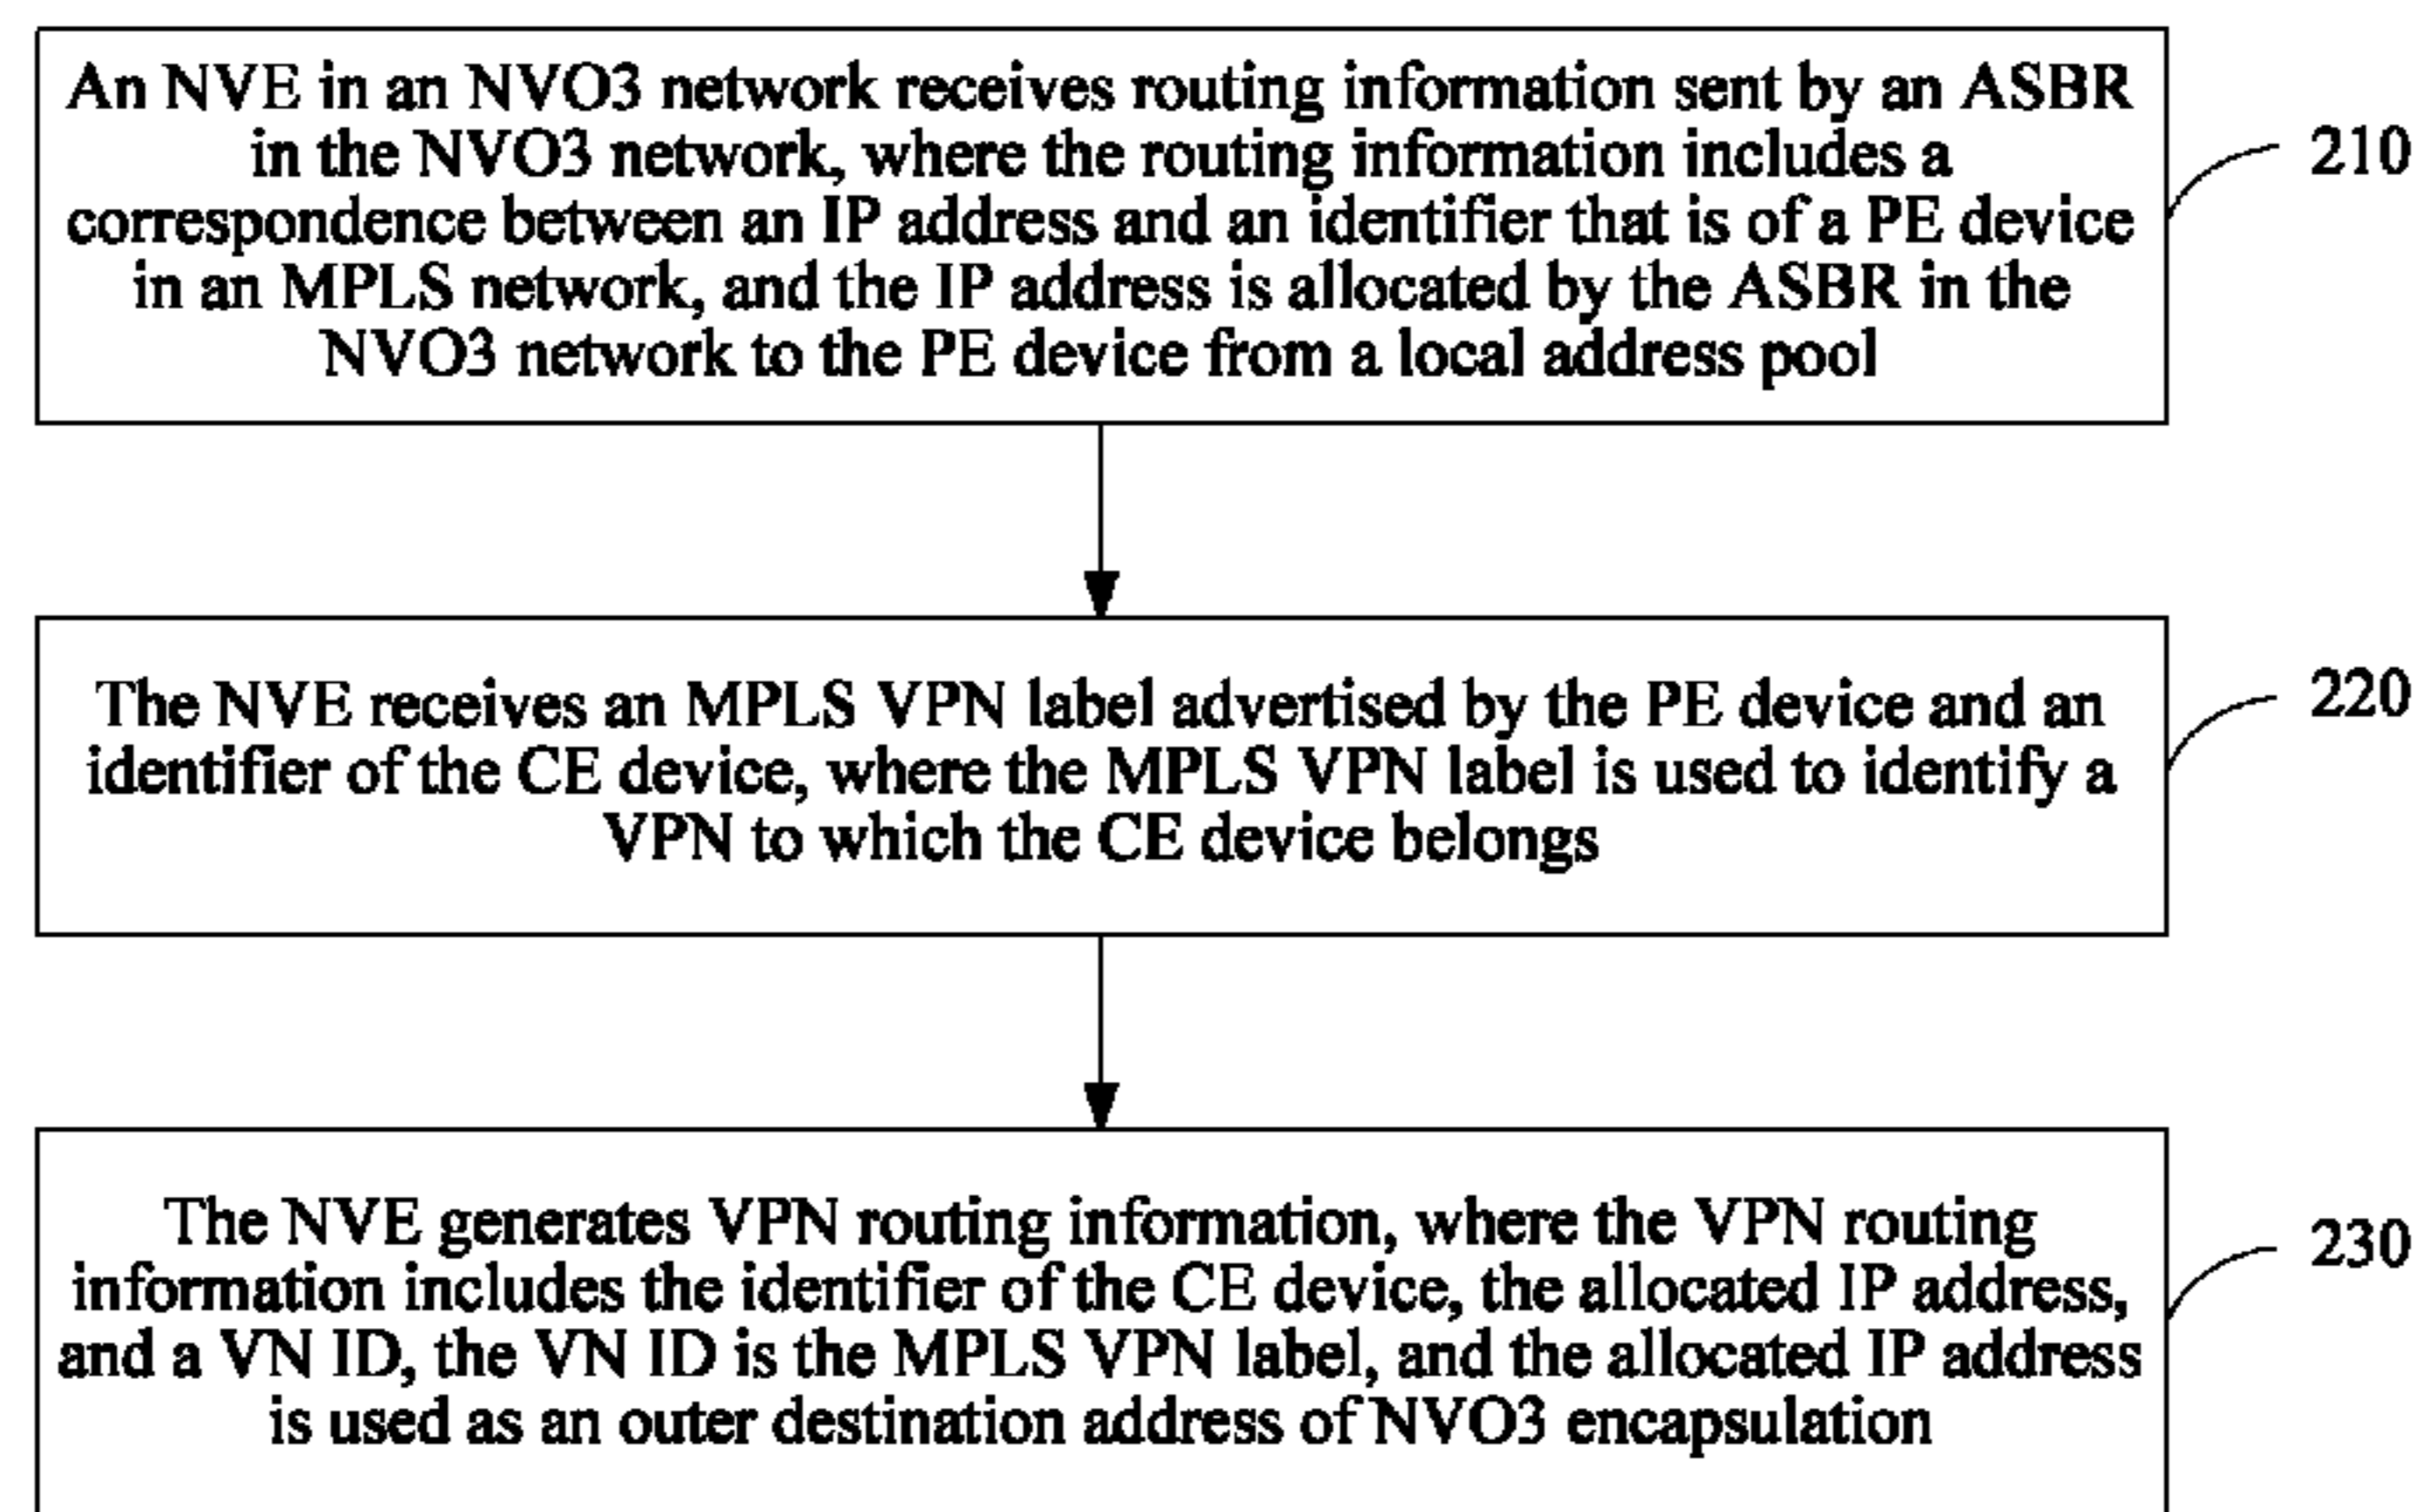 An NVE in an NVO3 network receives routing information sent by an ASBR
in the NVO3 network, where the routing information includes a
correspondence between an IP address and an identifier that is of a PE device
in an MPLS network, and the IP address is allocated by the ASBR in the
NVO3 network to the PE device from a local address pool
210
The NVE receives an MPLS VPN label advertised by the PE device and an
identifier of the CE device, where the MPLS VPN label is used to identify a
VPN to which the CE device belongs
220
The NVE generates VPN routing information, where the VPN routing
information includes the identifier of the CE device, the allocated IP address,
and a VN ID, the VN ID is the MPLS VPN label, and the allocated IP address
is used as an outer destination address of NVO3 encapsulation
230